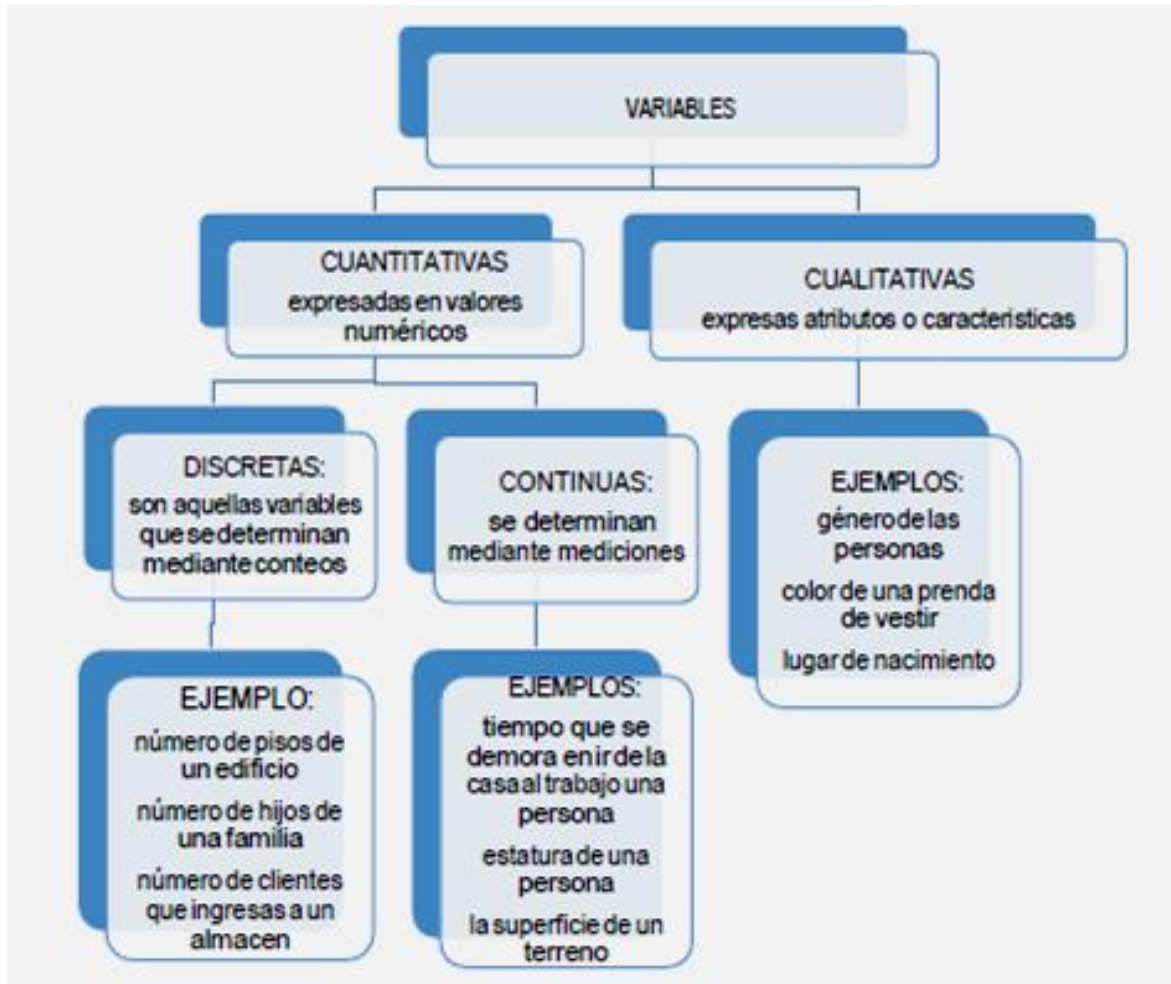 VARIABLES
CUANTITATIVAS
expresadas en valores
numéricos
CUALITATIVAS
expresas atributos o características
DISCRETAS:
son aquellas variables
que se determinan
mediante conteos
CONTINUAS:
se determinan
mediante mediciones
EJEMPLOS:
género de las
personas
color de una prenda
de vestir
lugar de nacimiento
EJEMPLO:
número de pisos de
un edificio
número de hijos de
una familia
número de clientes
que ingresas a un
almacen
EJEMPLOS:
tiempo que se
demora en ir de la
casa al trabajo una
persona
estatura de una
persona
la superficie de un
terreno